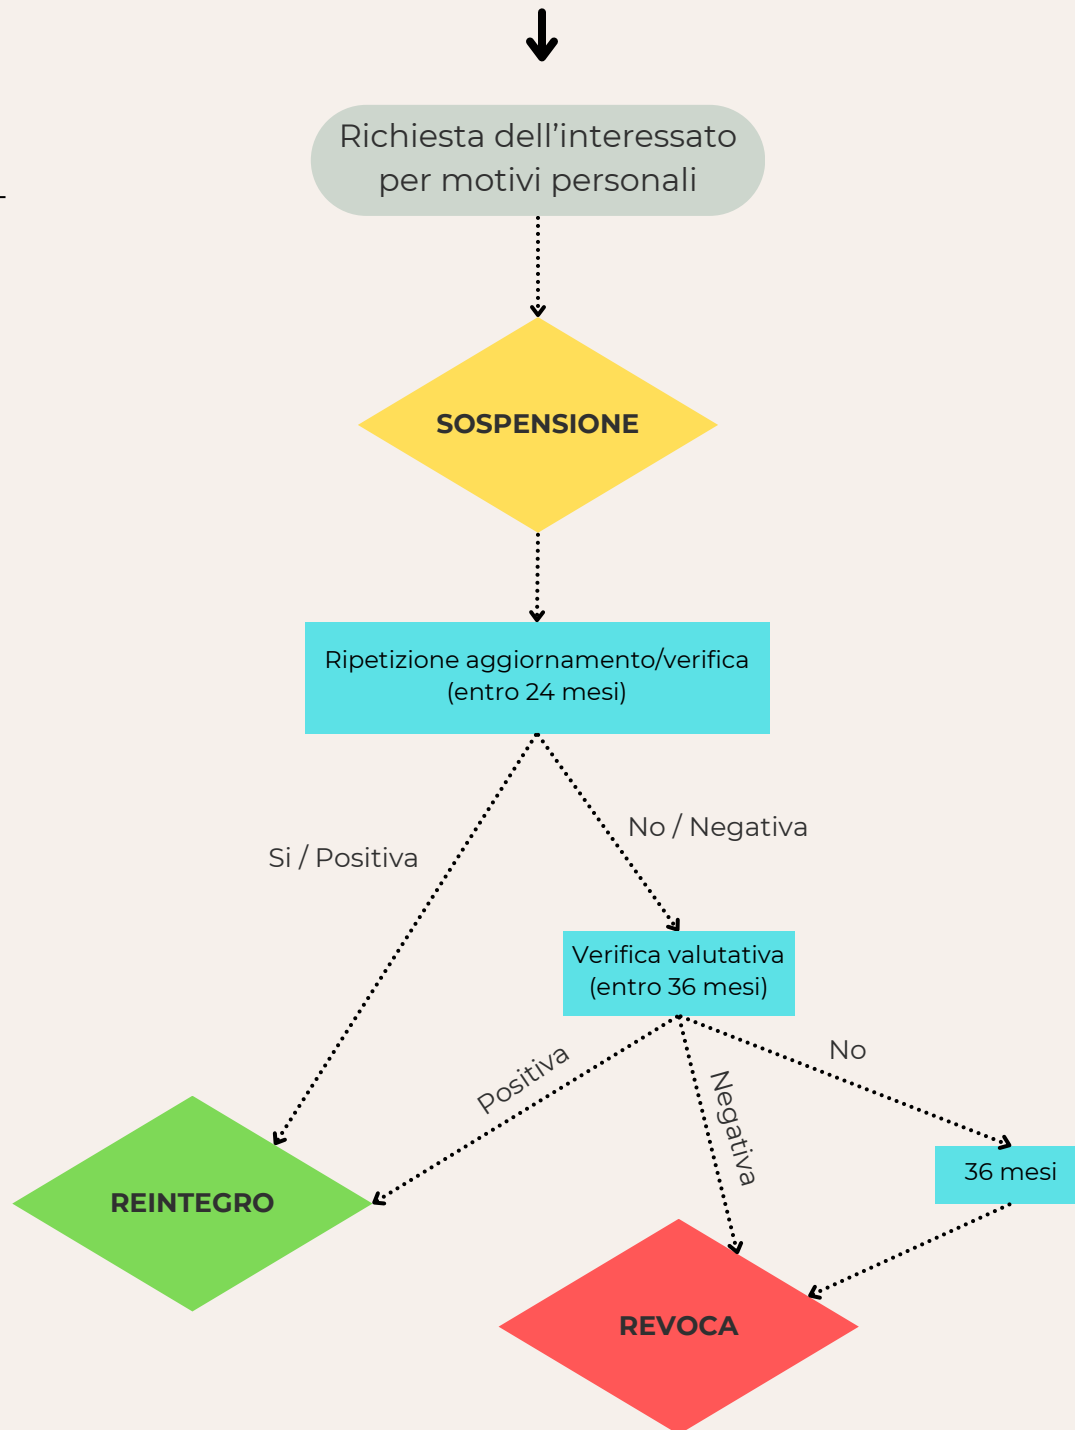 Richiesta dell’interessato
per motivi personali
SOSPENSIONE
Ripetizione aggiornamento/verifica
(entro 24 mesi)
No / Negativa
Si / Positiva
Verifica valutativa
(entro 36 mesi)
Positiva
Negativa
No
36 mesi
REINTEGRO
REVOCA